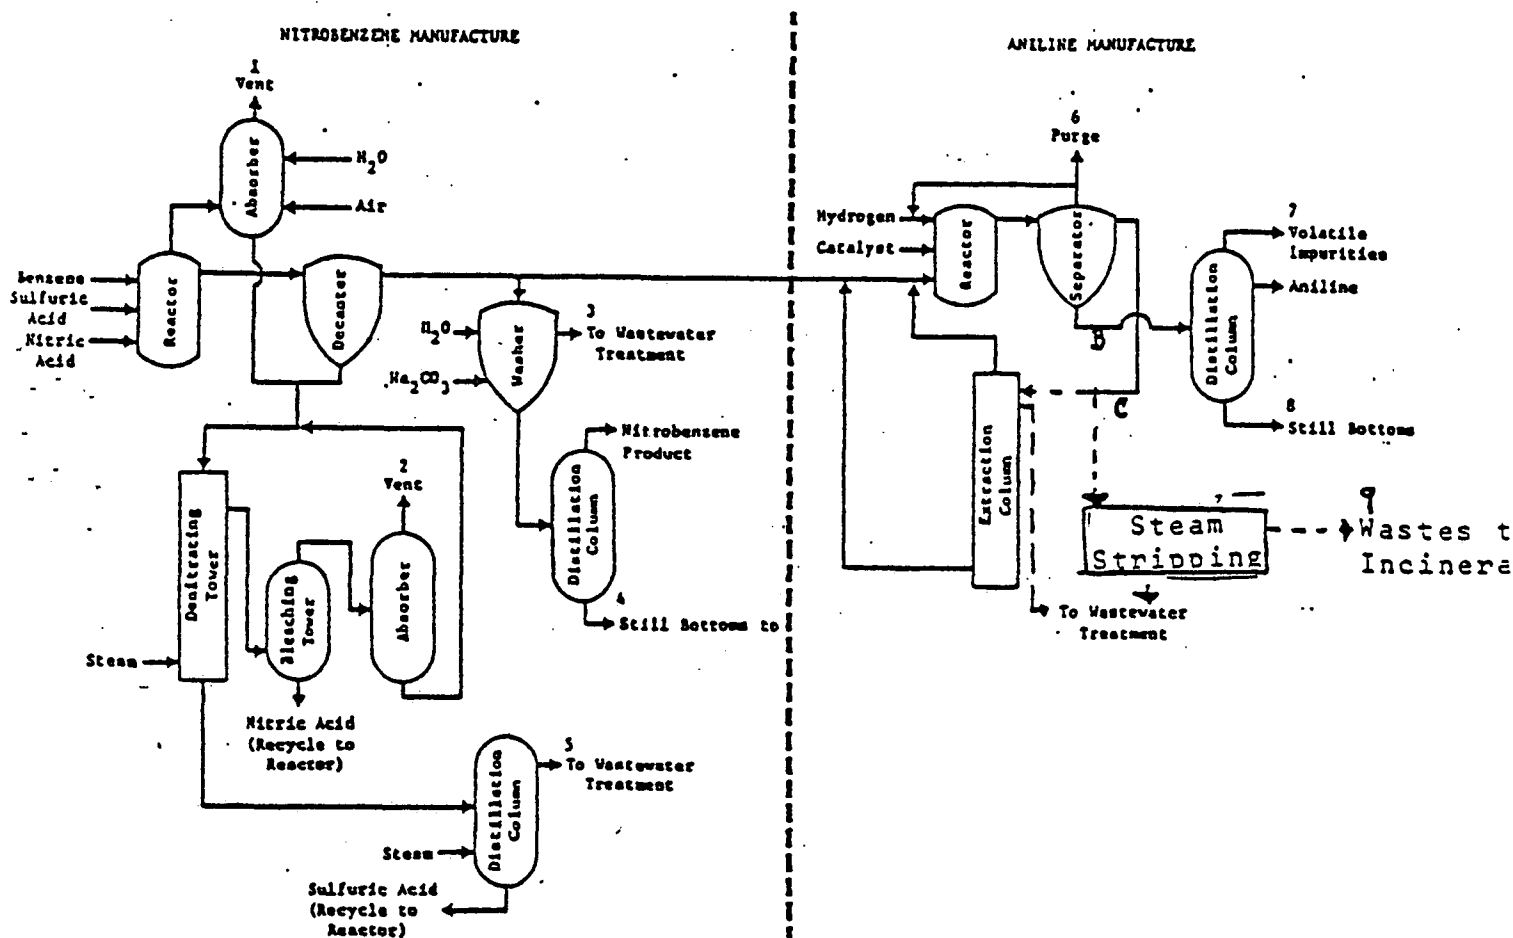 NITROBENZENE MANUFACTURE
1
Vent
Absorber
H2O
Air
Benzene
Sulfuric
Acid
Nitric
Acid
Reactor
Decanter
H2O
Na2CO3
Washer
3
To Wastewater
Treatment
Nitrobenzene
Product
Distillation
Column
4
Still Bottoms to
Denitrating
Tower
Steam
Bleaching
Tower
2
Vent
Absorber
Nitric Acid
(Recycle to
Reactor)
5
To Wastewater
Treatment
Distillation
Column
Steam
Sulfuric Acid
(Recycle to
Reactor)
ANILINE MANUFACTURE
6
Purge
Hydrogen
Catalyst
Reactor
Separator
7
Volatile
Impurities
Aniline
Distillation
Column
8
Still Bottoms
b
C
Extraction
Column
Steam
Stripping
9
Wastes t
Incinera
To Wastewater
Treatment